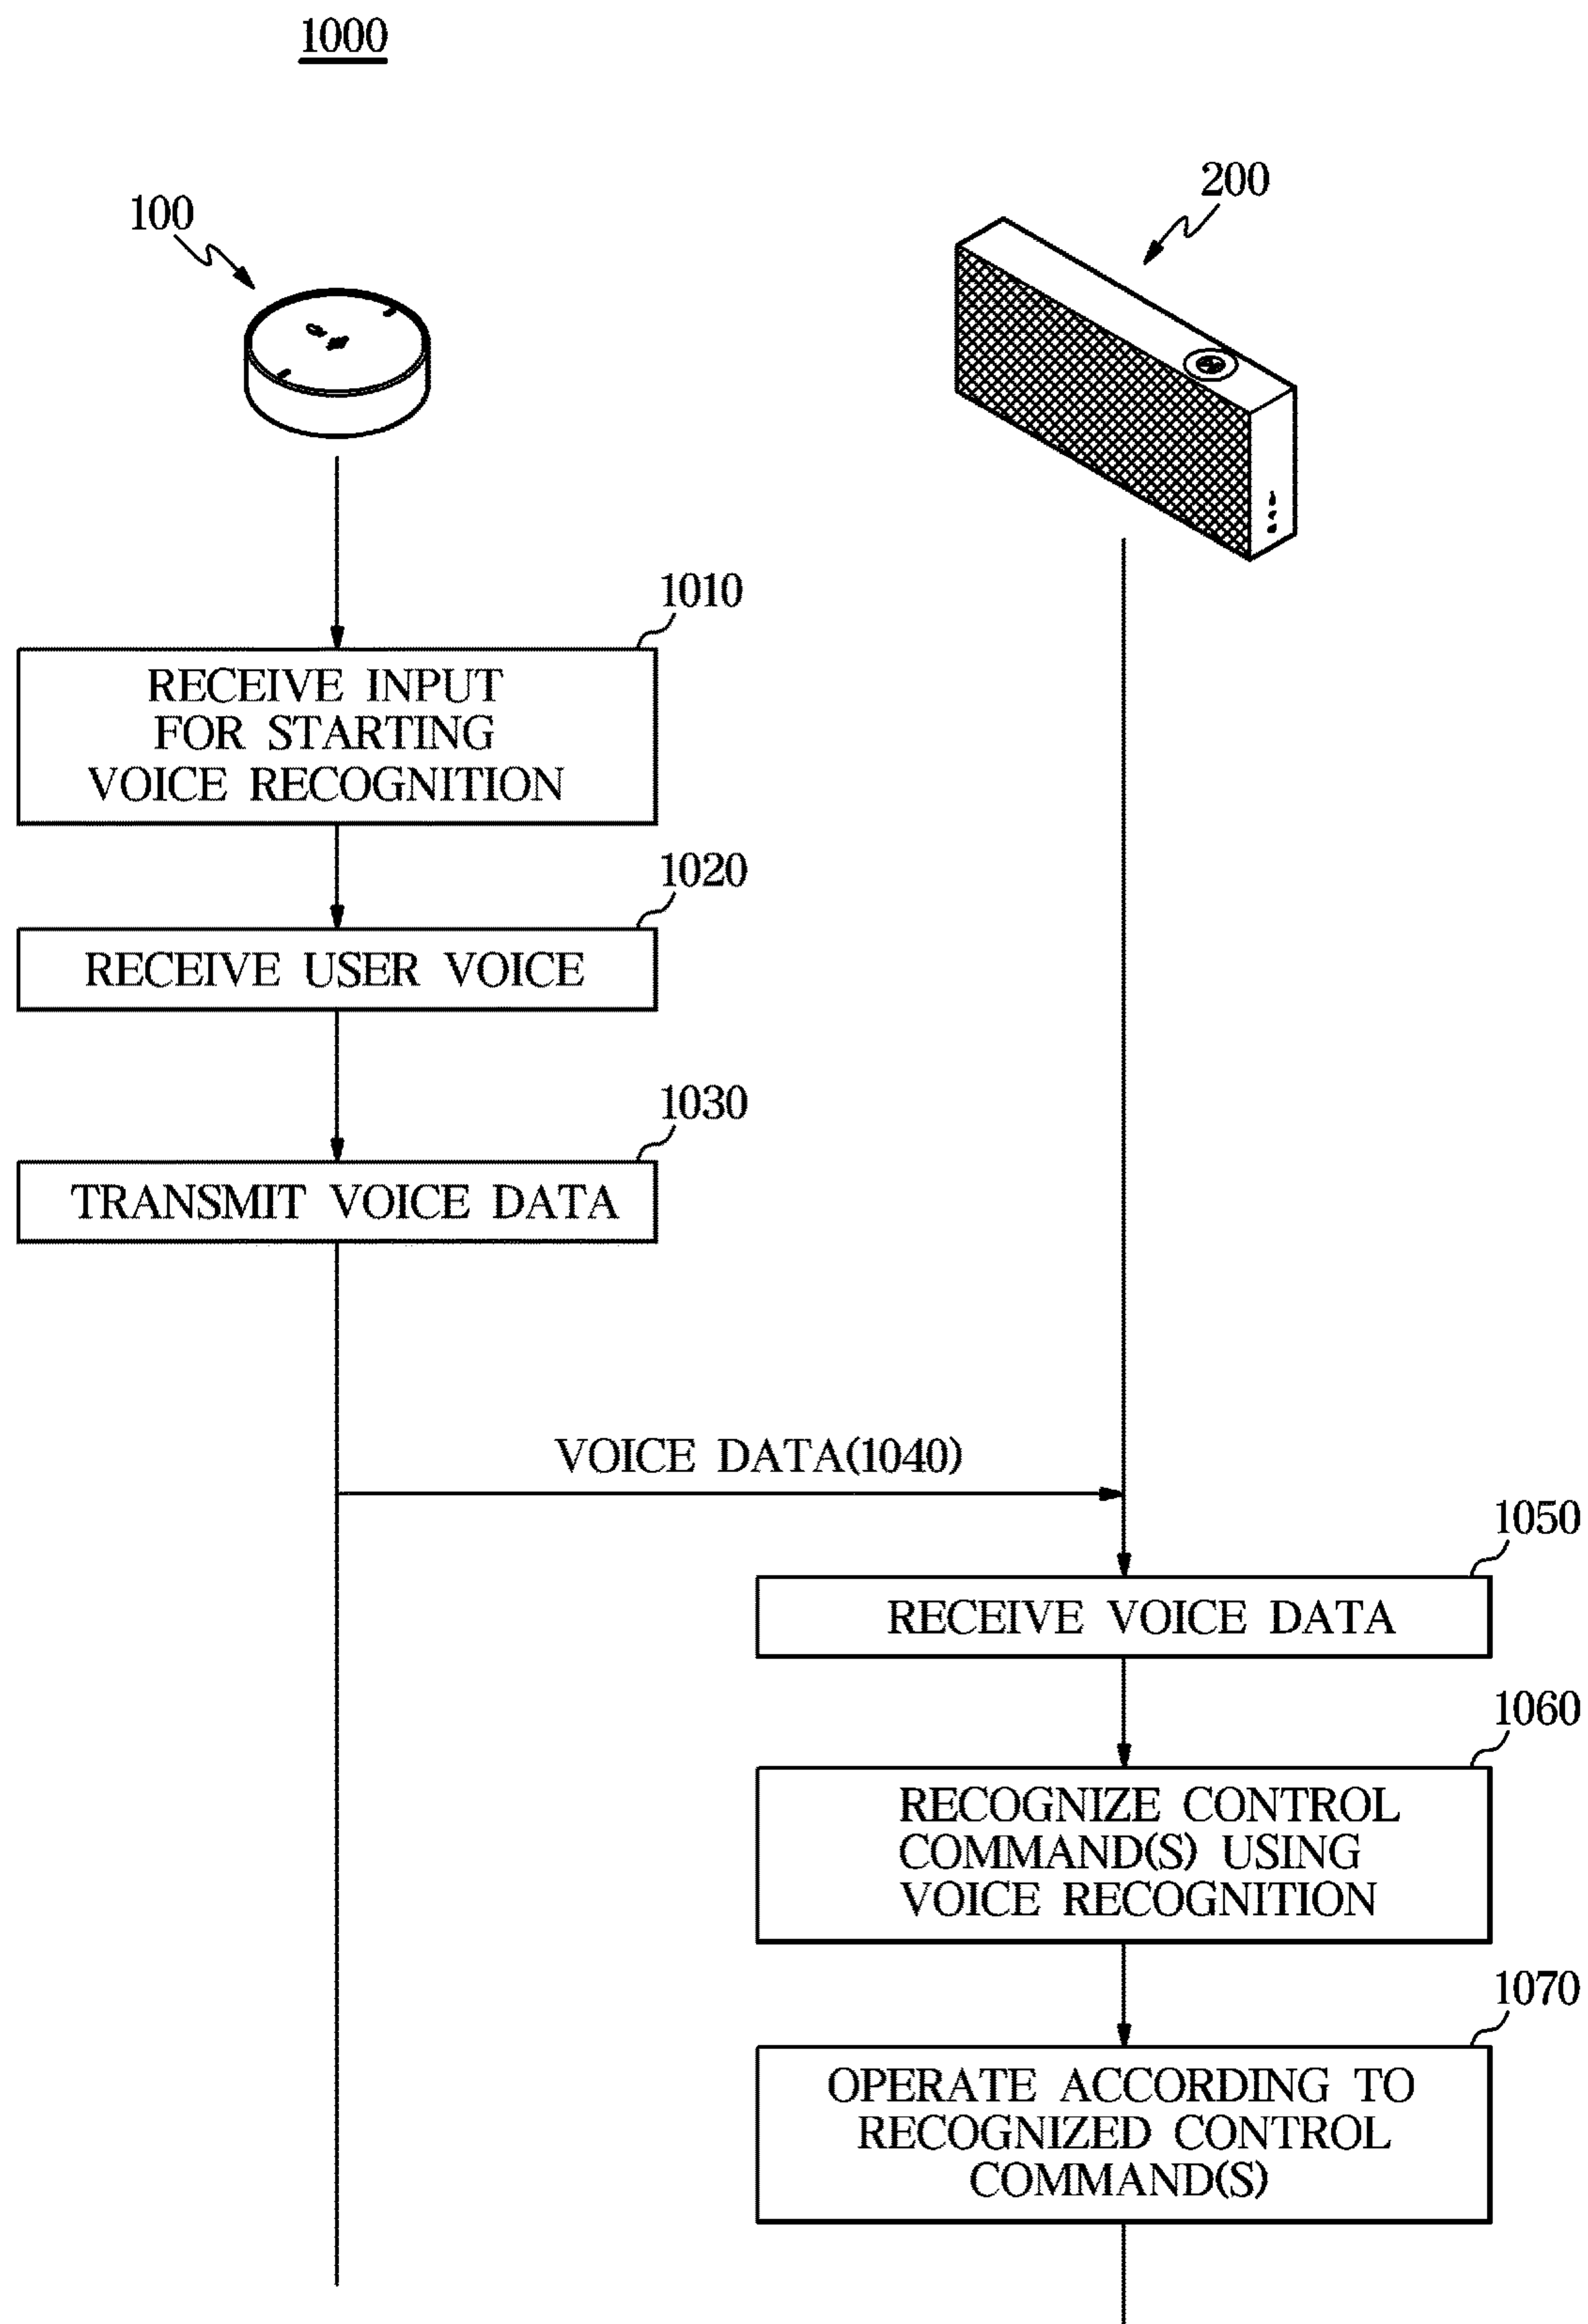 1000
100
200
1010
RECEIVE INPUT
FOR STARTING
VOICE RECOGNITION
1020
RECEIVE USER VOICE
1030
TRANSMIT VOICE DATA
VOICE DATA(1040)
1050
RECEIVE VOICE DATA
1060
RECOGNIZE CONTROL
COMMAND(S) USING
VOICE RECOGNITION
1070
OPERATE ACCORDING TO
RECOGNIZED CONTROL
COMMAND(S)